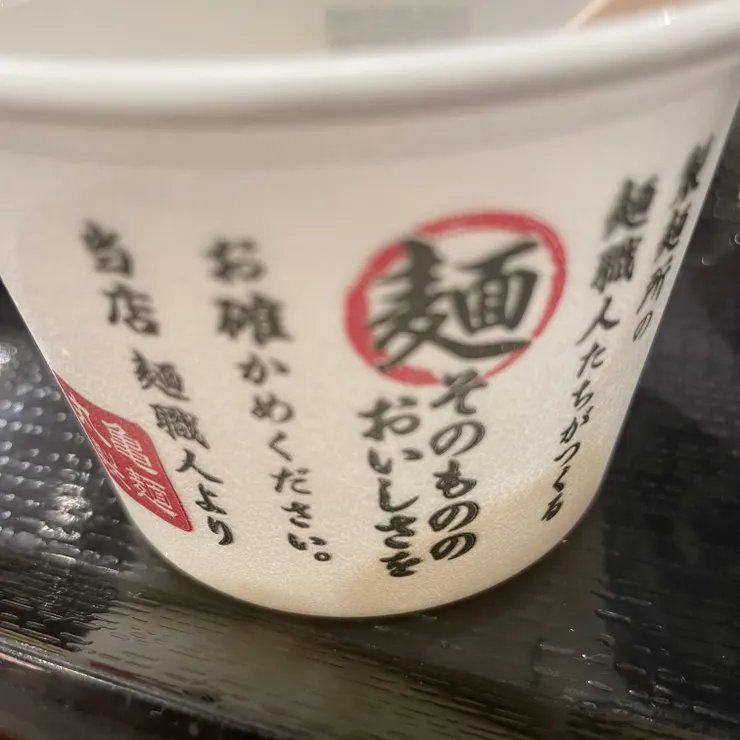 製麺所の
麺職人たちがつくる
麺そのものの
おいしさを
お確かめください。
当店 麺職人より